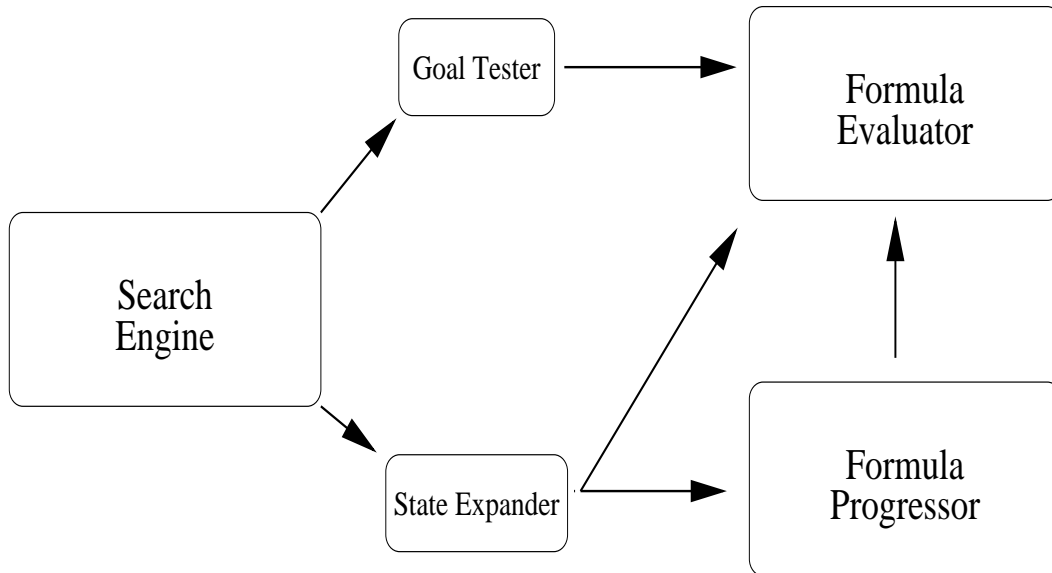 Goal Tester
Formula
Evaluator
Search
Engine
State Expander
Formula
Progressor